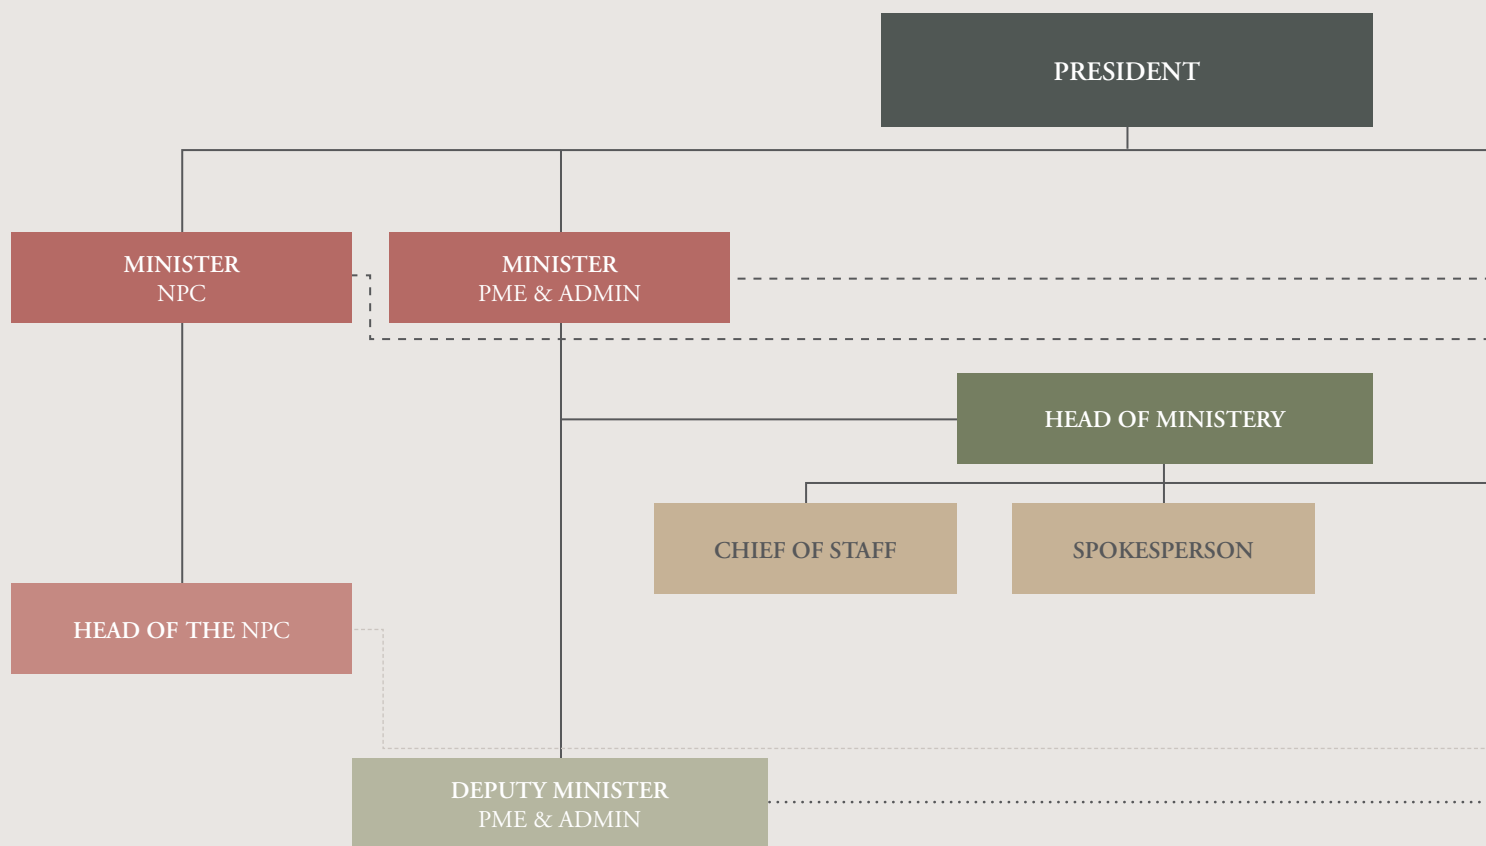 PRESIDENT
MINISTER
NPC
MINISTER
PME & ADMIN
HEAD OF MINISTERY
CHIEF OF STAFF
SPOKESPERSON
HEAD OF THE NPC
DEPUTY MINISTER
PME & ADMIN